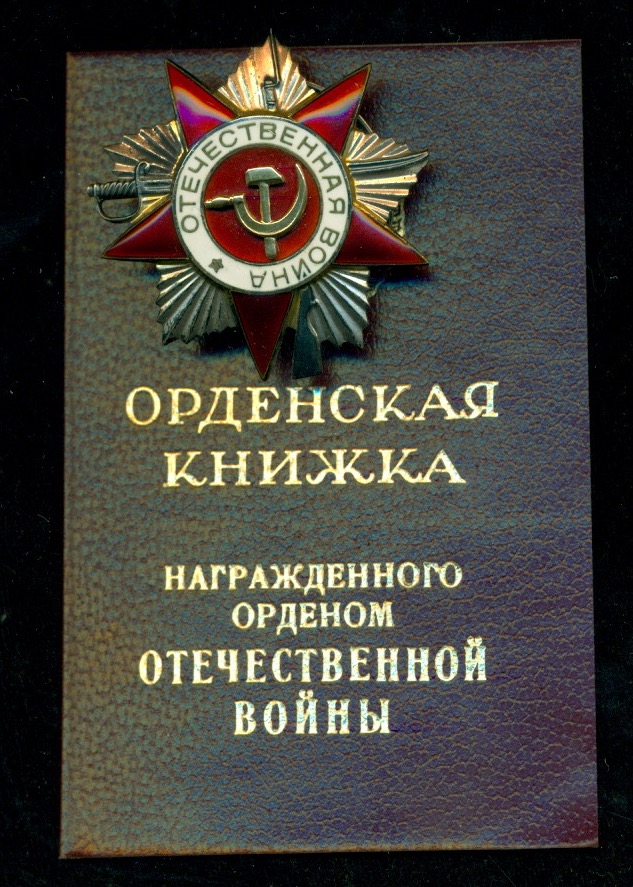 ОТЕЧЕСТВЕННАЯ ВОЙНА
ОРДЕНСКАЯ
КНИЖКА
НАГРАЖДЕННОГО
ОРДЕНОМ
ОТЕЧЕСТВЕННОЙ
ВОЙНЫ